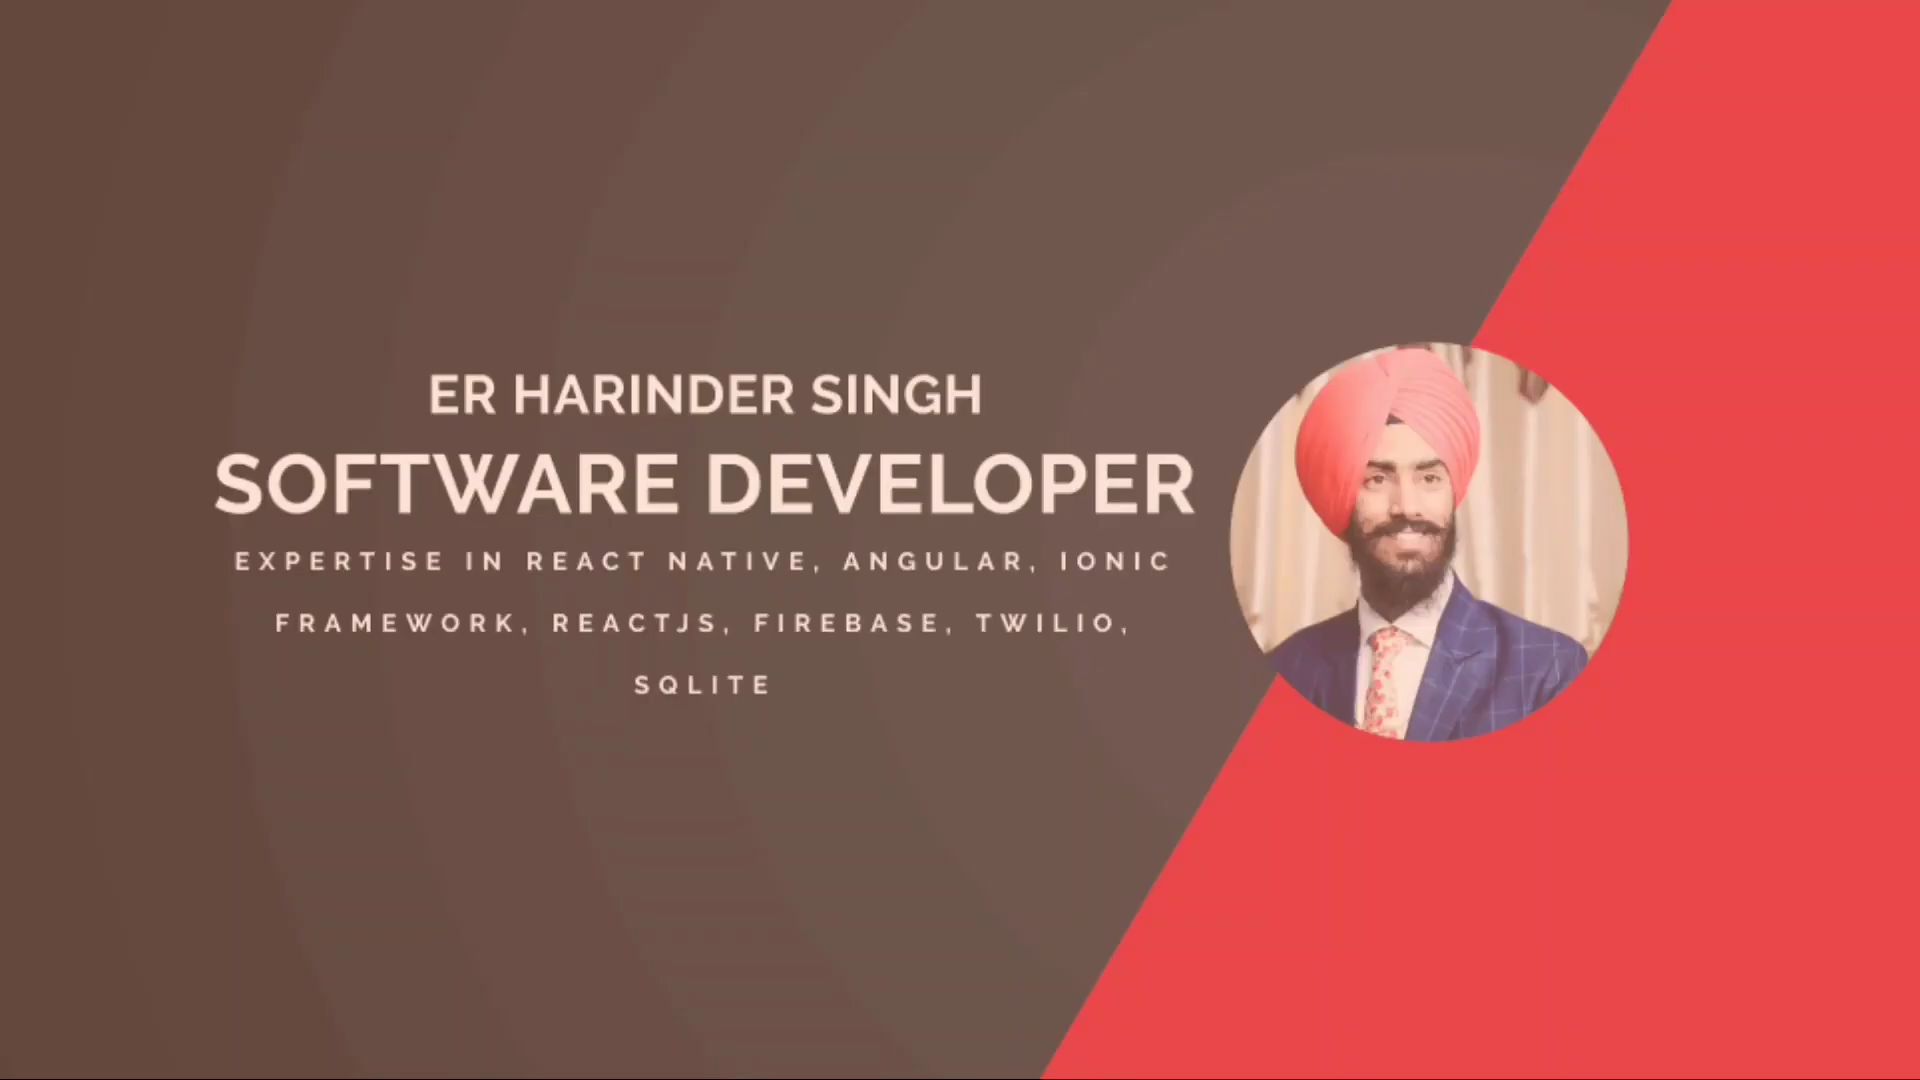 ER HARINDER SINGH
SOFTWARE DEVELOPER
EXPERTISE IN REACT NATIVE, ANGULAR, IONIC
FRAMEWORK, REACTJS, FIREBASE, TWILIO,
SQLITE